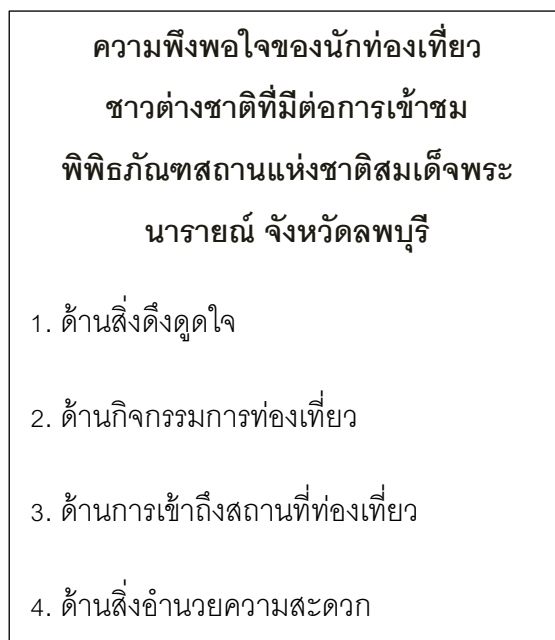 ความพึงพอใจของนักท่องเที่ยว
ชาวต่างชาติที่มีต่อการเข้าชม
พิพิธภัณฑสถานแห่งชาติสมเด็จพระ
นารายณ์ จังหวัดลพบุรี
1. ด้านสิ่งดึงดูดใจ
2. ด้านกิจกรรมการท่องเที่ยว
3. ด้านการเข้าถึงสถานที่ท่องเที่ยว
4. ด้านสิ่งอำนวยความสะดวก